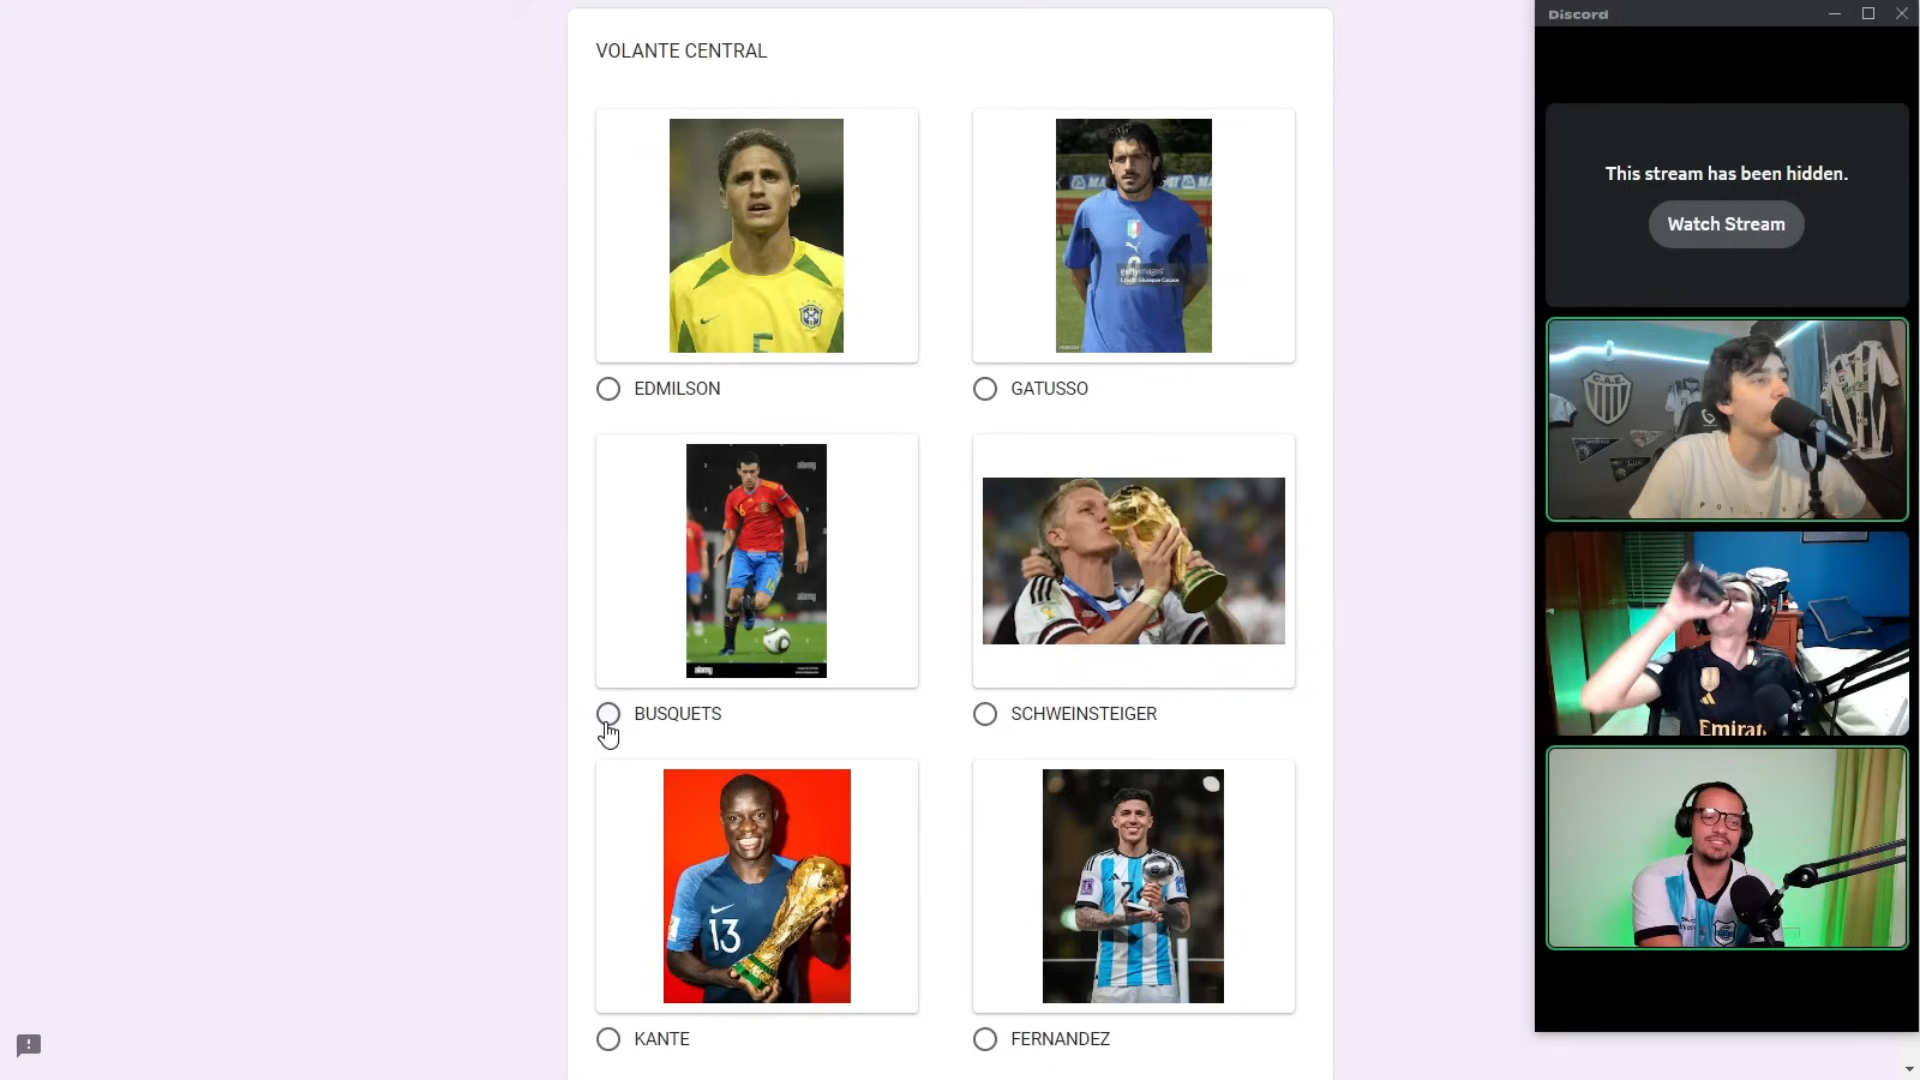 VOLANTE CENTRAL
EDMILSON
GATUSSO
BUSQUETS
SCHWEINSTEIGER
13
KANTE
FERNANDEZ
Discord
This stream has been hidden.
Watch Stream
C.A.E.
Emirat